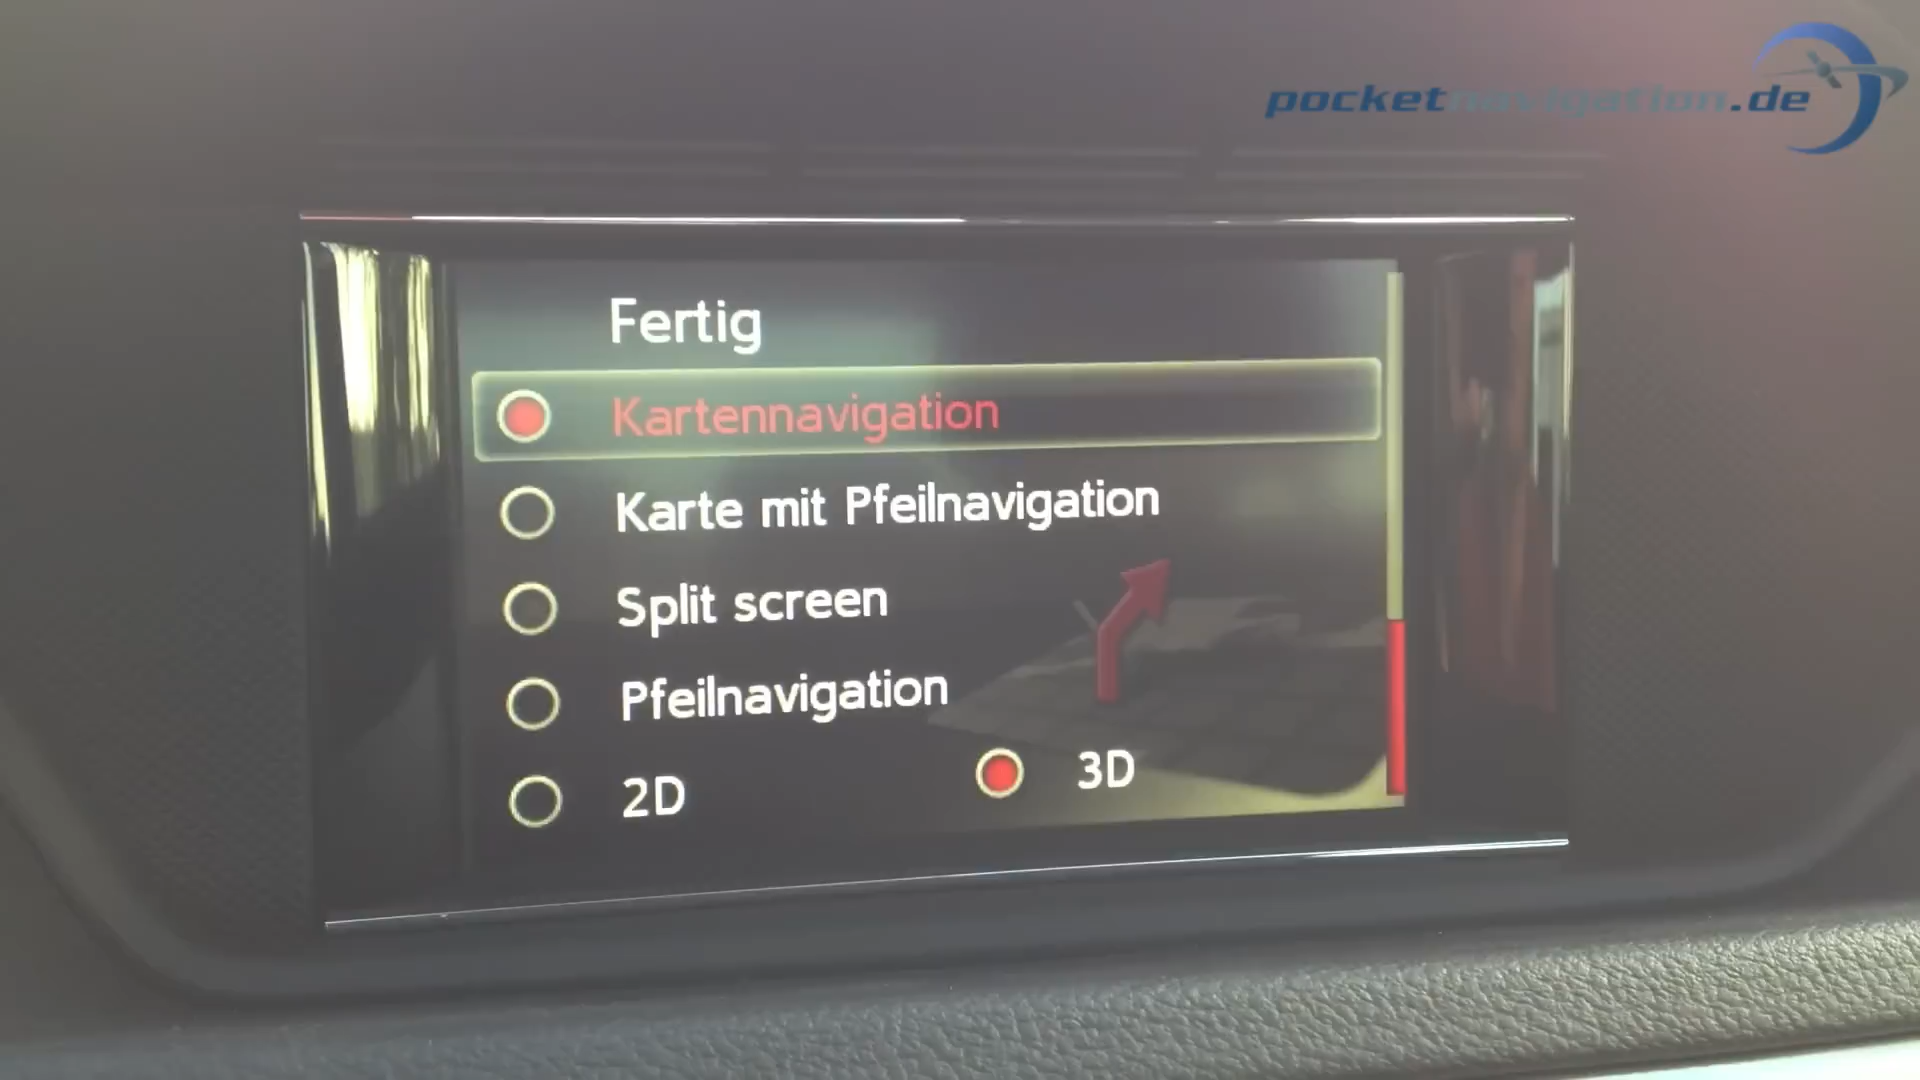 pocketnavigation.de
Fertig
Kartennavigation
Karte mit Pfeilnavigation
Split screen
Pfeilnavigation
2D 3D